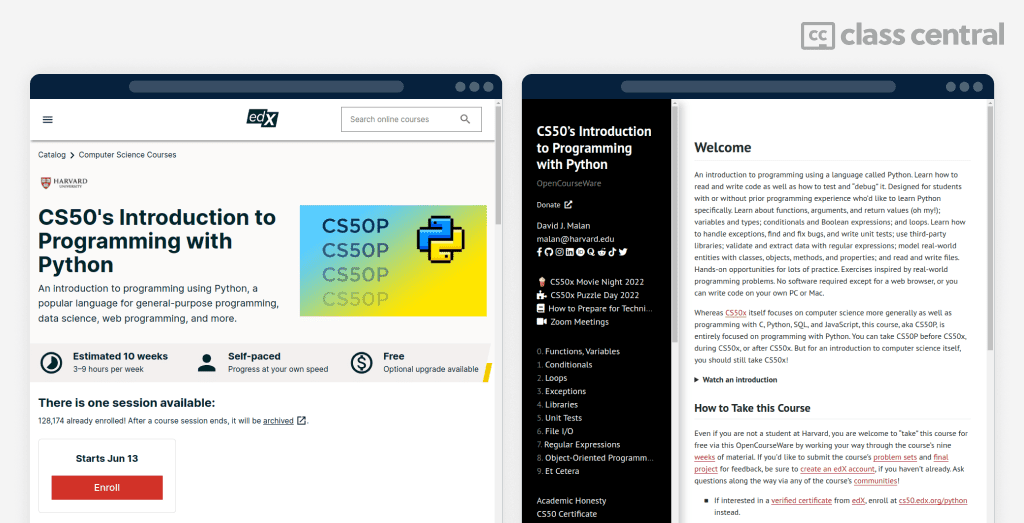 cc class central
edX
Search online courses
Catalog > Computer Science Courses
HARVARD
UNIVERSITY
CS50's Introduction to
Programming with
Python
An introduction to programming using Python, a
popular language for general-purpose programming,
data science, web programming, and more.
CS50P
CS50P
CS50P
CS50P
Estimated 10 weeks
3–9 hours per week
Self-paced
Progress at your own speed
Free
Optional upgrade available
There is one session available:
128,174 already enrolled! After a course session ends, it will be archived.
Starts Jun 13
Enroll
CS50's Introduction
to Programming
with Python
OpenCourseWare
Donate
David J. Malan
malan@harvard.edu
CS50x Movie Night 2022
CS50x Puzzle Day 2022
How to Prepare for Techni...
Zoom Meetings
0. Functions, Variables
1. Conditionals
2. Loops
3. Exceptions
4. Libraries
5. Unit Tests
6. File I/O
7. Regular Expressions
8. Object-Oriented Programm...
9. Et Cetera
Academic Honesty
CS50 Certificate
Welcome
An introduction to programming using a language called Python. Learn how to
read and write code as well as how to test and "debug" it. Designed for students
with or without prior programming experience who'd like to learn Python
specifically. Learn about functions, arguments, and return values (oh my!);
variables and types; conditionals and Boolean expressions; and loops. Learn how
to handle exceptions, find and fix bugs, and write unit tests; use third-party
libraries; validate and extract data with regular expressions; model real-world
entities with classes, objects, methods, and properties; and read and write files.
Hands-on opportunities for lots of practice. Exercises inspired by real-world
programming problems. No software required except for a web browser, or you
can write code on your own PC or Mac.
Whereas CS50x itself focuses on computer science more generally as well as
programming with C, Python, SQL, and JavaScript, this course, aka CS50P, is
entirely focused on programming with Python. You can take CS50P before CS50x,
during CS50x, or after CS50x. But for an introduction to computer science itself,
you should still take CS50x!
Watch an introduction
How to Take this Course
Even if you are not a student at Harvard, you are welcome to "take" this course for
free via this OpenCourseWare by working your way through the course's nine
weeks of material. If you'd like to submit the course's problem sets and final
project for feedback, be sure to create an edX account, if you haven't already. Ask
questions along the way via any of the course's communities!
If interested in a verified certificate from edX, enroll at cs50.edx.org/python
instead.